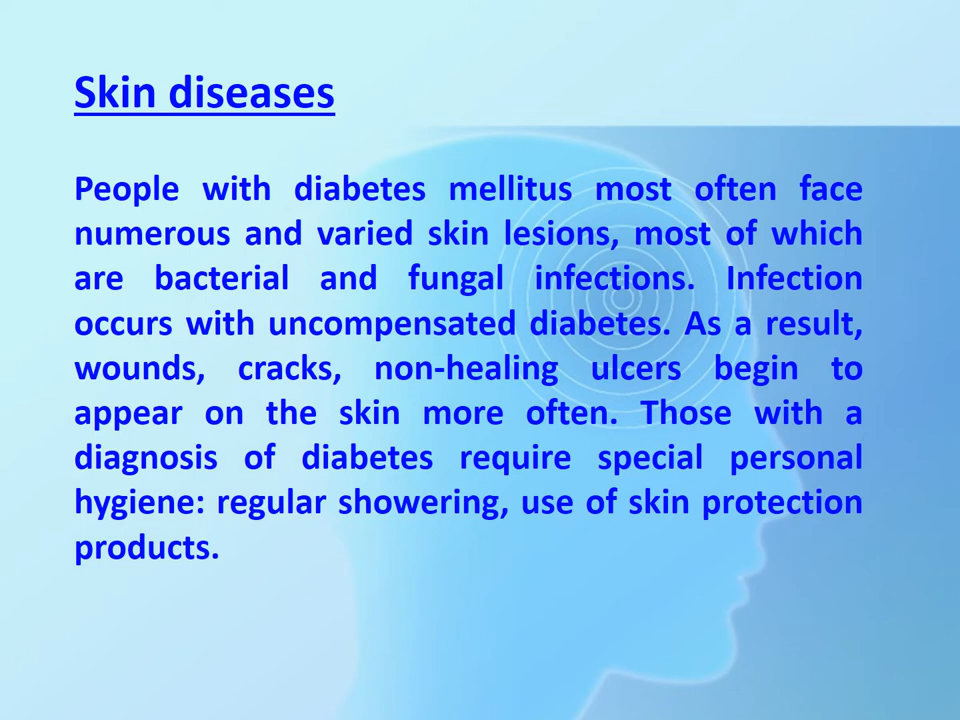 Skin diseases
People with diabetes mellitus most often face
numerous and varied skin lesions, most of which
are bacterial and fungal infections. Infection
occurs with uncompensated diabetes. As a result,
wounds, cracks, non-healing ulcers begin to
appear on the skin more often. Those with a
diagnosis of diabetes require special personal
hygiene: regular showering, use of skin protection
products.